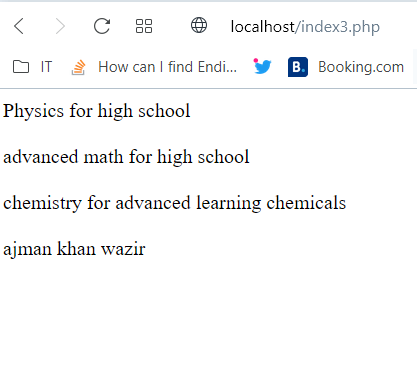 localhost/index3.php
IT How can I find Endi... B. Booking.com
Physics for high school
advanced math for high school
chemistry for advanced learning chemicals
ajman khan wazir